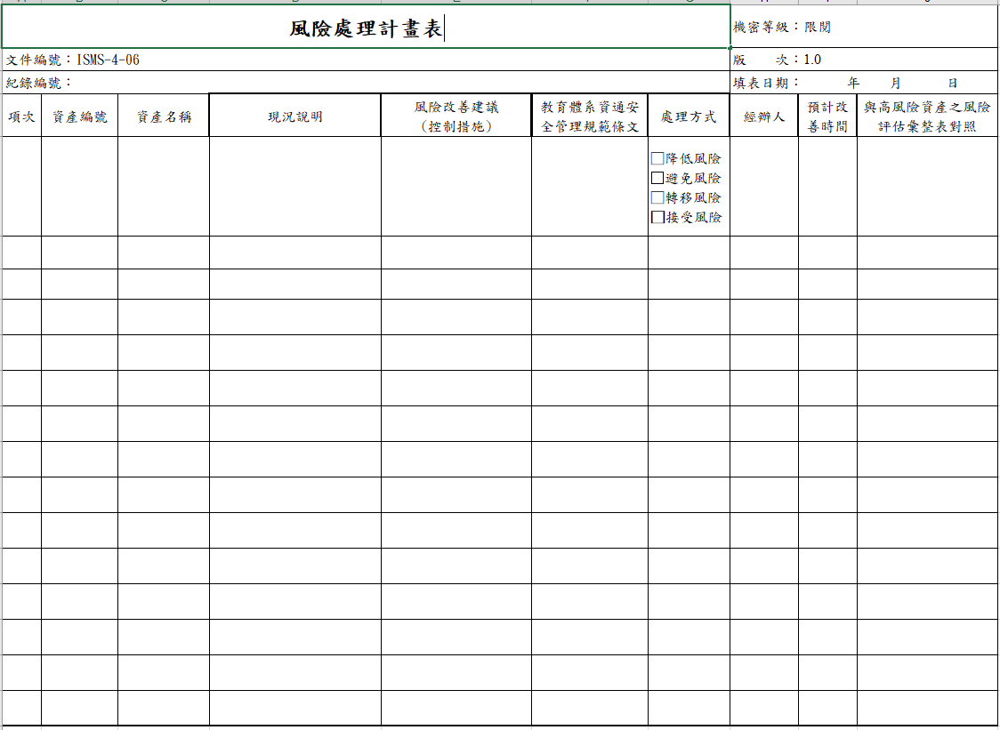 風險處理計畫表
機密等級：限閱
文件編號：ISMS-4-06
版　　次：1.0
紀錄編號：
填表日期：　　　年　　月　　　日
項次
資產編號
資產名稱
現況說明
風險改善建議
（控制措施）
教育體系資通安
全管理規範條文
處理方式
經辦人
預計改
善時間
與高風險資產之風險
評估彙整表對照
□降低風險
□避免風險
□轉移風險
□接受風險